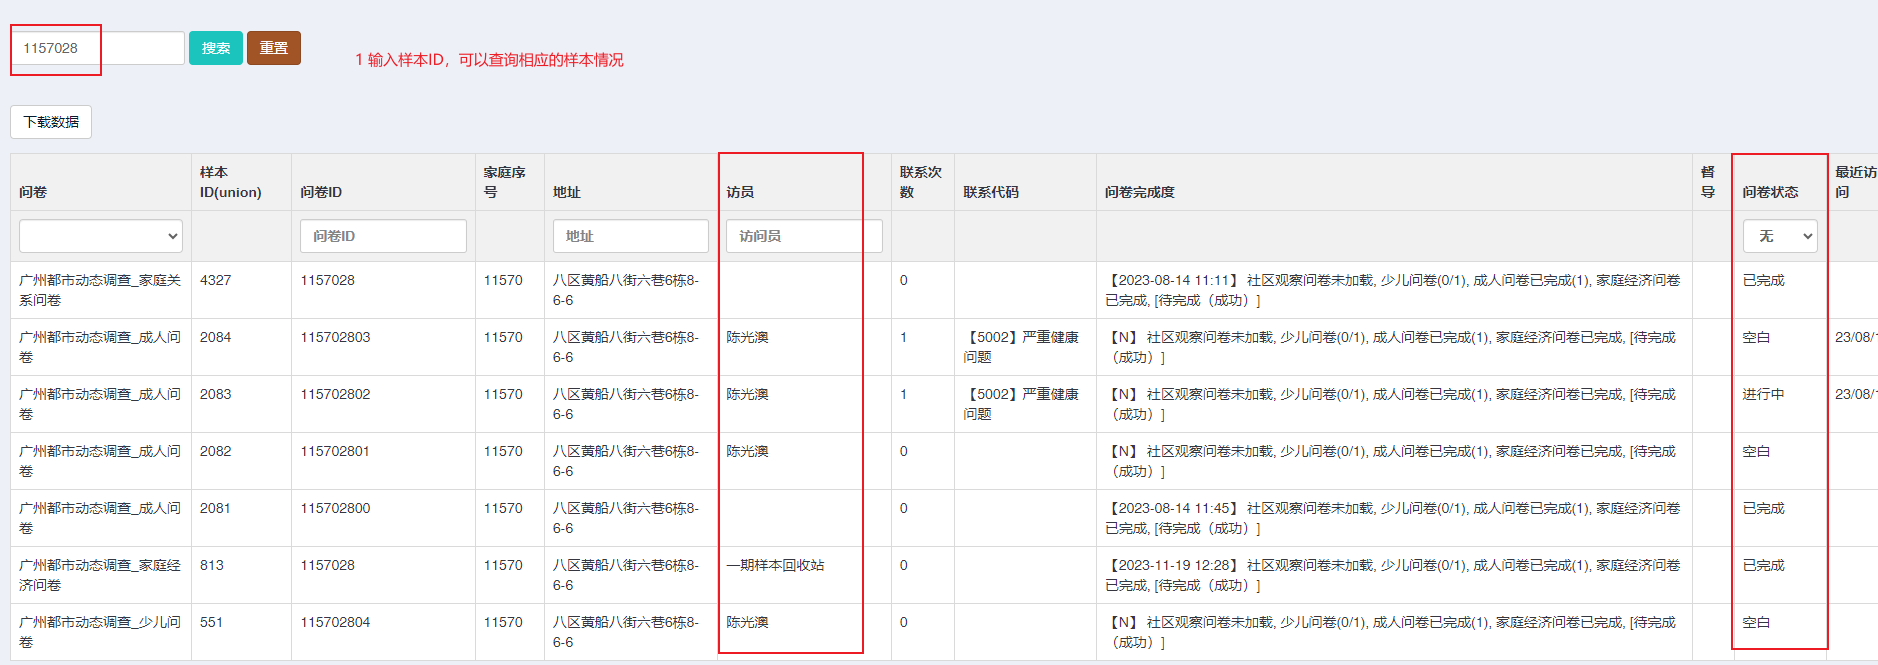 1157028 搜索 重置
1 输入样本ID，可以查询相应的样本情况
下载数据
问卷 样本ID(union) 问卷ID 家庭序号 地址 访员 联系次数 联系代码 问卷完成度 督导 问卷状态 最近访问
问卷ID 地址 访问员 无
广州都市动态调查_家庭关系问卷 4327 1157028 11570 八区黄船八街六巷6栋8-6-6 0 【2023-08-14 11:11】 社区观察问卷未加载, 少儿问卷(0/1), 成人问卷已完成(1), 家庭经济问卷已完成, [待完成（成功）] 已完成
广州都市动态调查_成人问卷 2084 115702803 11570 八区黄船八街六巷6栋8-6-6 陈光澳 1 【5002】严重健康问题 【N】 社区观察问卷未加载, 少儿问卷(0/1), 成人问卷已完成(1), 家庭经济问卷已完成, [待完成（成功）] 空白 23/08/1
广州都市动态调查_成人问卷 2083 115702802 11570 八区黄船八街六巷6栋8-6-6 陈光澳 1 【5002】严重健康问题 【N】 社区观察问卷未加载, 少儿问卷(0/1), 成人问卷已完成(1), 家庭经济问卷已完成, [待完成（成功）] 进行中 23/08/1
广州都市动态调查_成人问卷 2082 115702801 11570 八区黄船八街六巷6栋8-6-6 陈光澳 0 【N】 社区观察问卷未加载, 少儿问卷(0/1), 成人问卷已完成(1), 家庭经济问卷已完成, [待完成（成功）] 空白
广州都市动态调查_成人问卷 2081 115702800 11570 八区黄船八街六巷6栋8-6-6 0 【2023-08-14 11:45】 社区观察问卷未加载, 少儿问卷(0/1), 成人问卷已完成(1), 家庭经济问卷已完成, [待完成（成功）] 已完成
广州都市动态调查_家庭经济问卷 813 1157028 11570 八区黄船八街六巷6栋8-6-6 一期样本回收站 0 【2023-11-19 12:28】 社区观察问卷未加载, 少儿问卷(0/1), 成人问卷已完成(1), 家庭经济问卷已完成, [待完成（成功）] 已完成
广州都市动态调查_少儿问卷 551 115702804 11570 八区黄船八街六巷6栋8-6-6 陈光澳 0 【N】 社区观察问卷未加载, 少儿问卷(0/1), 成人问卷已完成(1), 家庭经济问卷已完成, [待完成（成功）] 空白